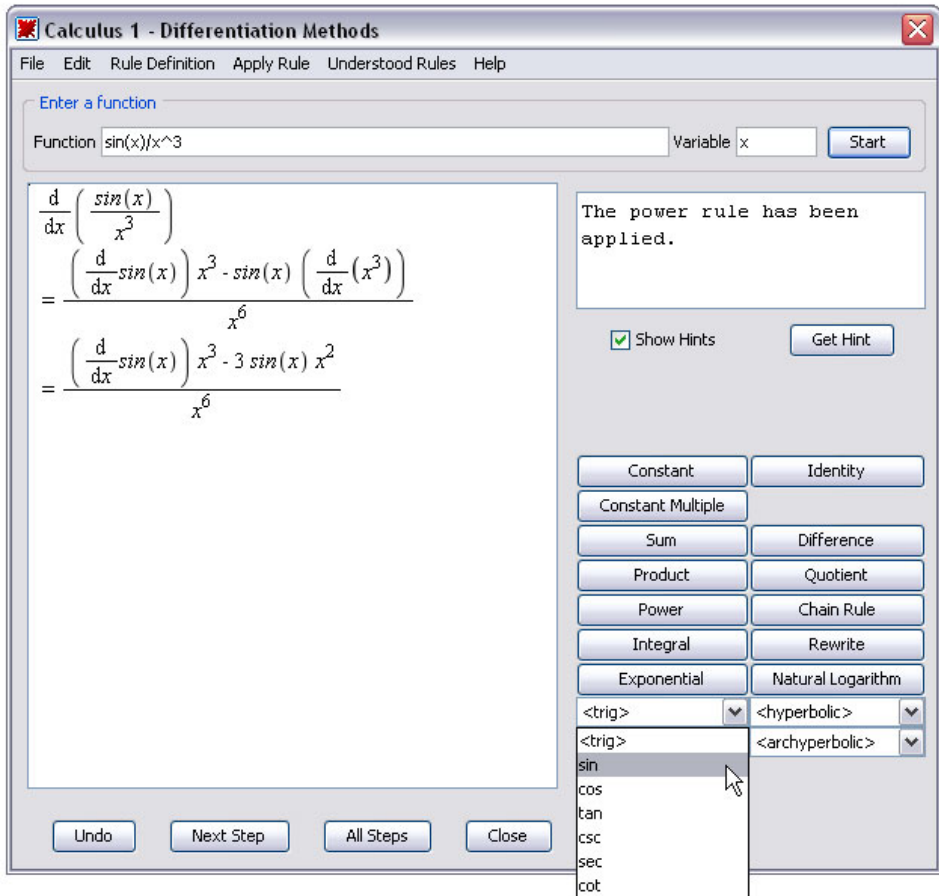 Calculus 1 - Differentiation Methods
File Edit Rule Definition Apply Rule Understood Rules Help
Enter a function
Function sin(x)/x^3 Variable x Start
d/dx ( sin(x) / x^3 )
= ( ( d/dx sin(x) ) x^3 - sin(x) ( d/dx (x^3) ) ) / x^6
= ( ( d/dx sin(x) ) x^3 - 3 sin(x) x^2 ) / x^6
The power rule has been
applied.
Show Hints Get Hint
Constant Identity
Constant Multiple
Sum Difference
Product Quotient
Power Chain Rule
Integral Rewrite
Exponential Natural Logarithm
<trig> <hyperbolic>
<trig> <archyperbolic>
sin
cos
tan
csc
sec
cot
Undo Next Step All Steps Close